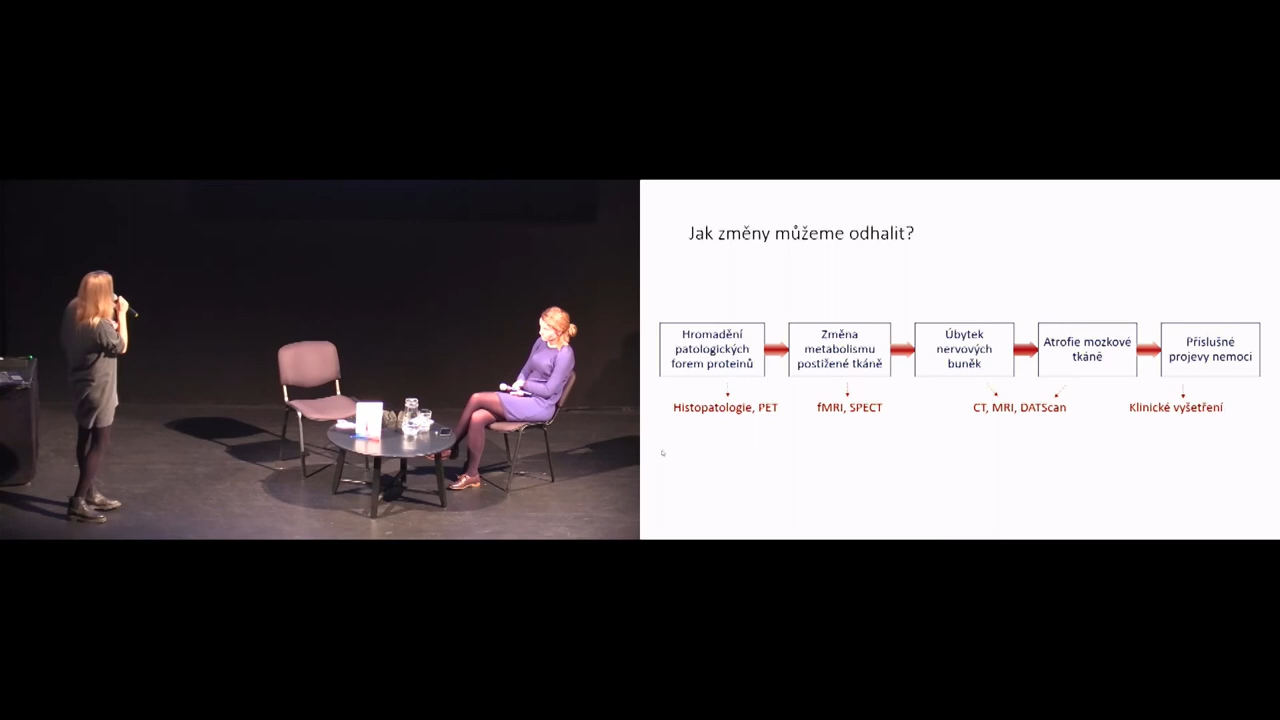 Jak změny můžeme odhalit?
Hromadění
patologických
forem proteinů
Změna
metabolismu
postižené tkáně
Úbytek
nervových
buněk
Atrofie mozkové
tkáně
Příslušné
projevy nemoci
Histopatologie, PET
fMRI, SPECT
CT, MRI, DATScan
Klinické vyšetření